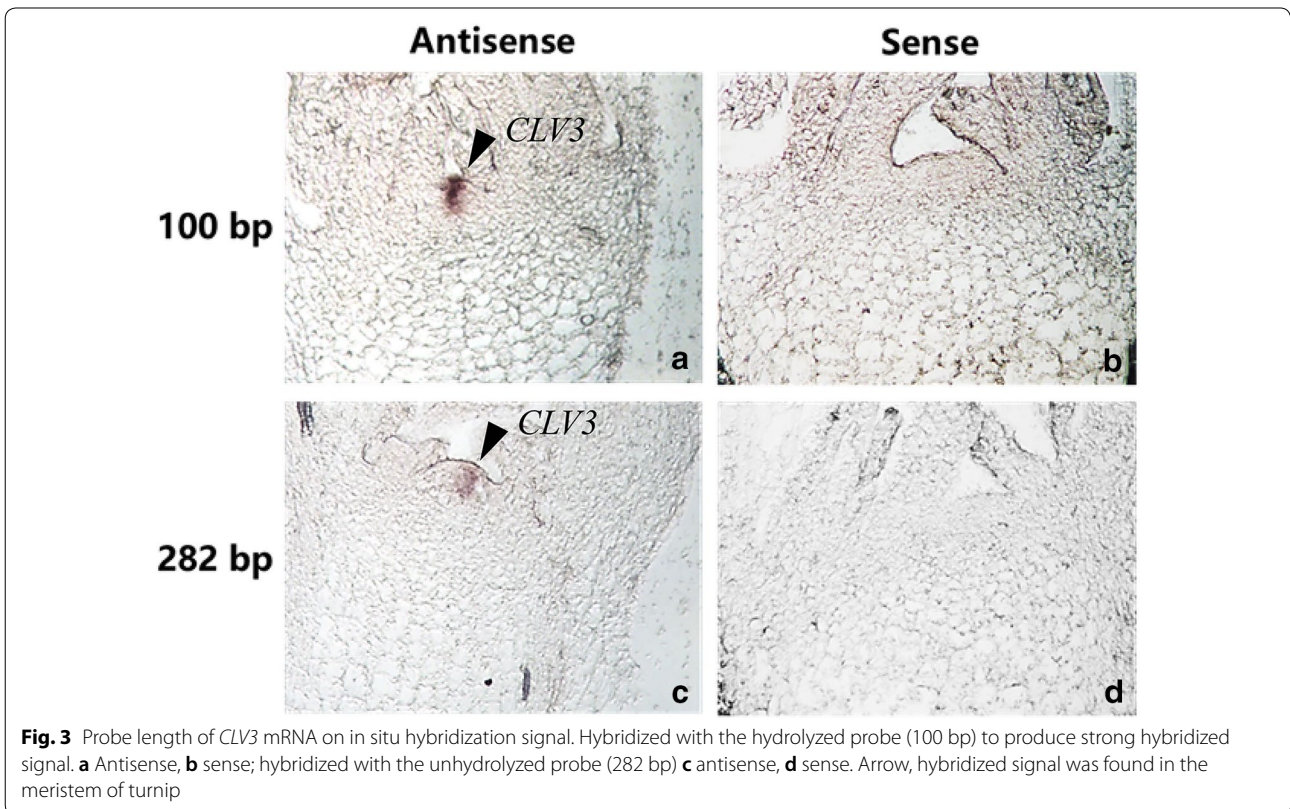 Antisense Sense
CLV3
100 bp
a b
CLV3
282 bp
c d
Fig. 3 Probe length of CLV3 mRNA on in situ hybridization signal. Hybridized with the hydrolyzed probe (100 bp) to produce strong hybridized
signal. a Antisense, b sense; hybridized with the unhydrolyzed probe (282 bp) c antisense, d sense. Arrow, hybridized signal was found in the
meristem of turnip